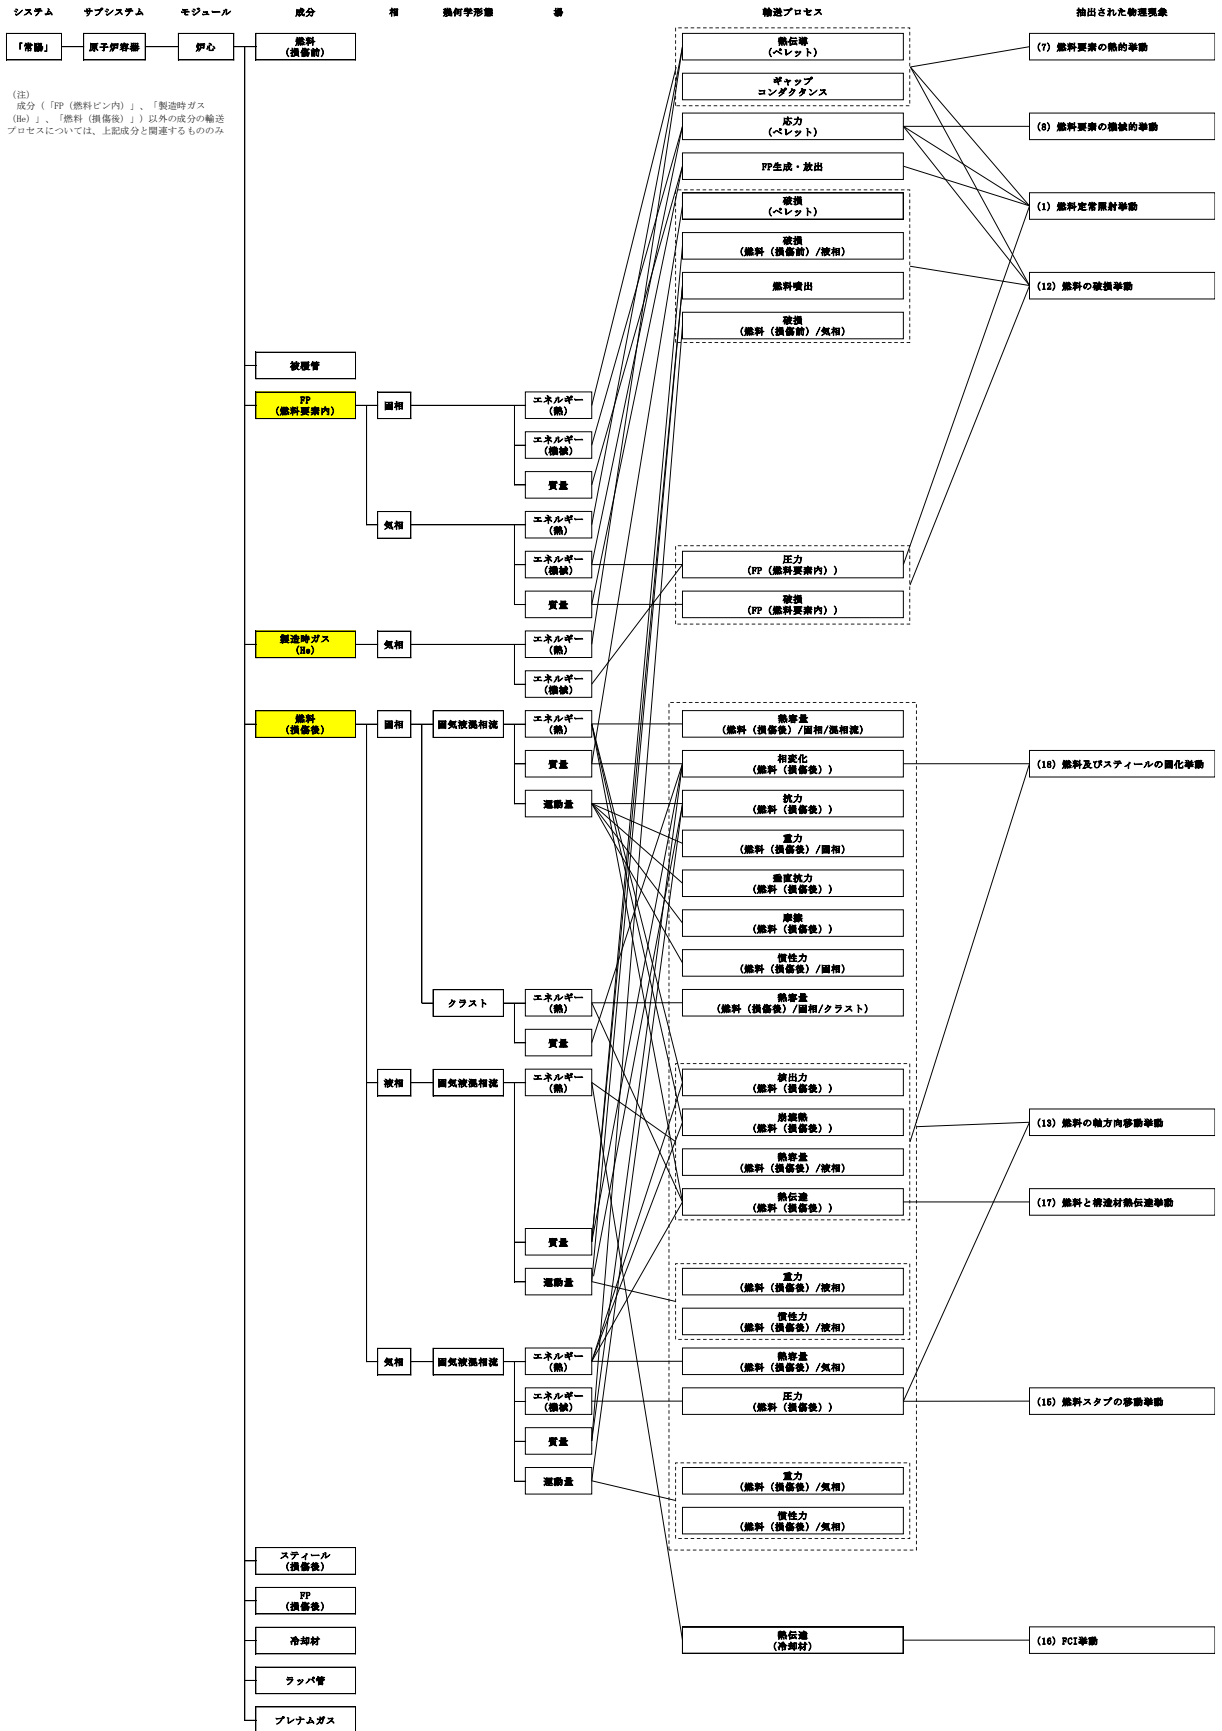 システム サブシステム モジュール 成分 相 幾何学形態 場 輸送プロセス 抽出された物理現象
「常陽」
原子炉容器
炉心
燃料
(損傷前)
(注)
成分(「FP(燃料ピン内)」、「製造時ガス
(He)」、「燃料(損傷後)」)以外の成分の輸送
プロセスについては、上記成分と関連するもののみ
熱伝導
(ペレット)
(7) 燃料要素の熱的挙動
ギャップ
コンダクタンス
応力
(ペレット)
(8) 燃料要素の機械的挙動
FP生成・放出
破損
(ペレット)
(1) 燃料定常照射挙動
破損
(燃料(損傷前)/液相)
燃料噴出
(12) 燃料の破損挙動
破損
(燃料(損傷前)/気相)
被覆管
FP
(燃料要素内)
固相
エネルギー
(熱)
エネルギー
(機械)
質量
気相
エネルギー
(熱)
エネルギー
(機械)
圧力
(FP(燃料要素内))
質量
破損
(FP(燃料要素内))
製造時ガス
(He)
気相
エネルギー
(熱)
エネルギー
(機械)
燃料
(損傷後)
固相
固気液混相流
エネルギー
(熱)
熱容量
(燃料(損傷後)/固相/混相流)
質量
相変化
(燃料(損傷後))
(18) 燃料及びスティールの固化挙動
運動量
抗力
(燃料(損傷後))
重力
(燃料(損傷後)/固相)
垂直抗力
(燃料(損傷後))
摩擦
(燃料(損傷後))
慣性力
(燃料(損傷後)/固相)
クラスト
エネルギー
(熱)
熱容量
(燃料(損傷後)/固相/クラスト)
質量
液相
固気液混相流
エネルギー
(熱)
核出力
(燃料(損傷後))
崩壊熱
(燃料(損傷後))
(13) 燃料の軸方向移動挙動
熱容量
(燃料(損傷後)/液相)
熱伝達
(燃料(損傷後))
(17) 燃料と構造材熱伝達挙動
質量
運動量
重力
(燃料(損傷後)/液相)
慣性力
(燃料(損傷後)/液相)
気相
固気液混相流
エネルギー
(熱)
熱容量
(燃料(損傷後)/気相)
エネルギー
(機械)
圧力
(燃料(損傷後))
(15) 燃料スタブの移動挙動
質量
運動量
重力
(燃料(損傷後)/気相)
慣性力
(燃料(損傷後)/気相)
スティール
(損傷後)
FP
(損傷後)
冷却材
熱伝達
(冷却材)
(16) FCI挙動
ラッパ管
プレナムガス